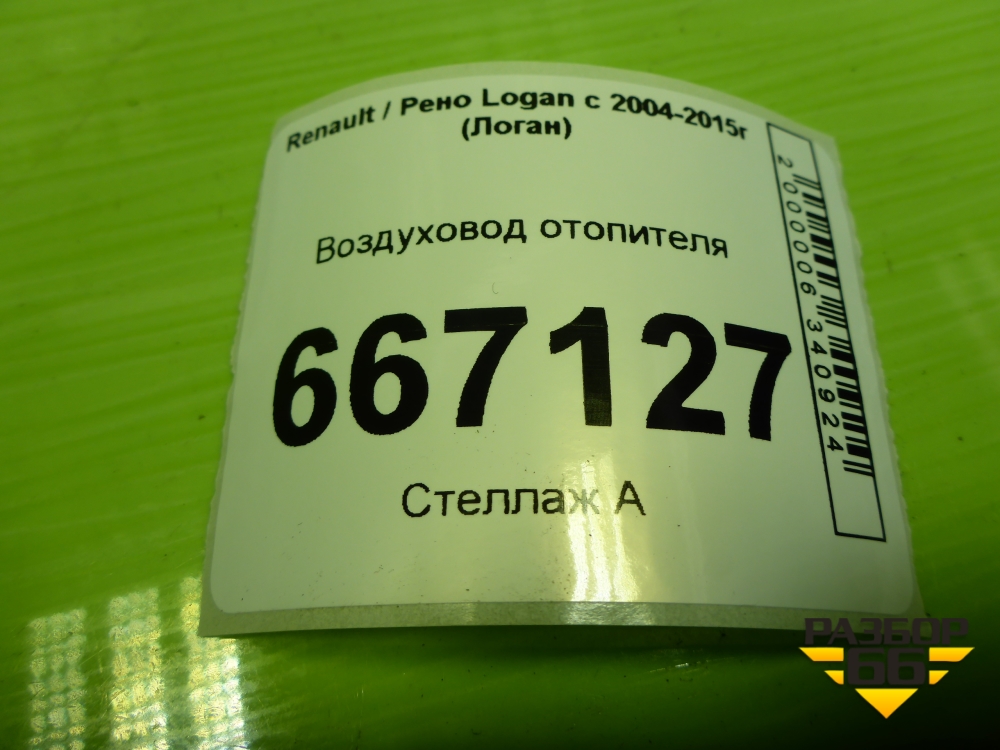 Renault / Рено Logan с 2004-2015г
(Логан)
Воздуховод отопителя
667127
Стеллаж А
2000006340924
РАЗБОР
66